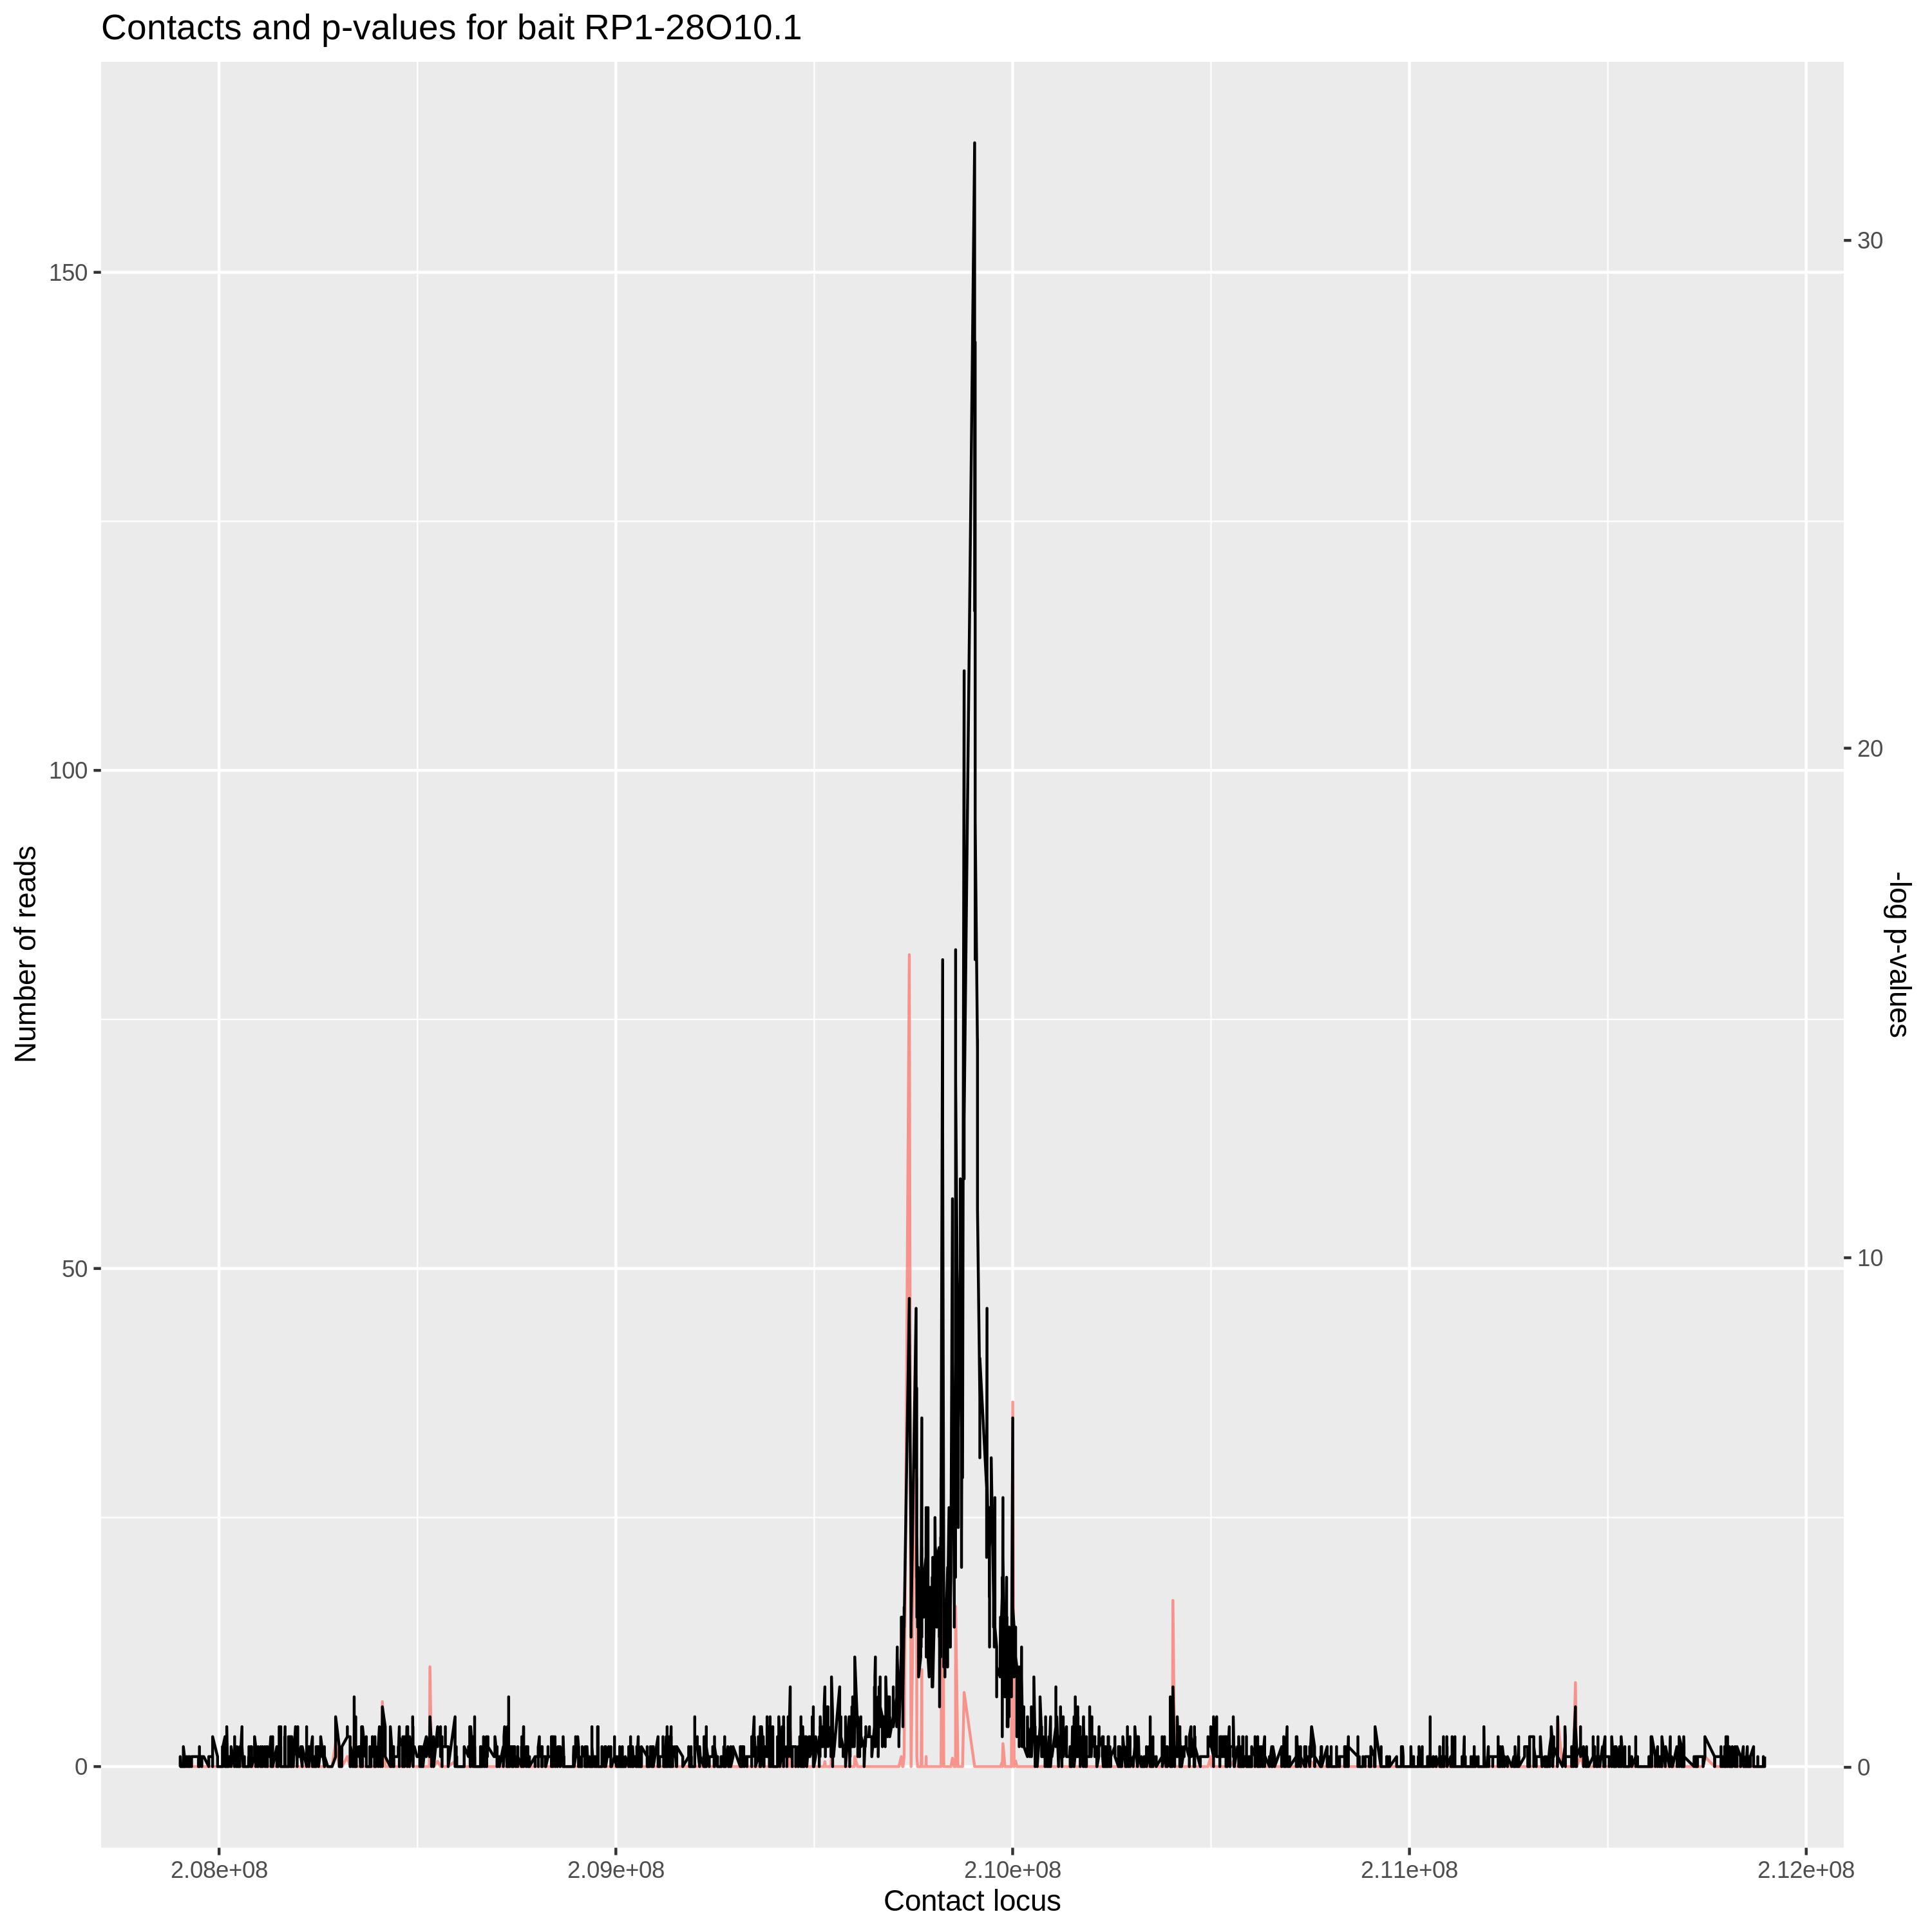 Contacts and p-values for bait RP1-28O10.1
Number of reads
150
100
50
0
30
20
10
0
-log p-values
2.08e+08
2.09e+08
2.10e+08
2.11e+08
2.12e+08
Contact locus